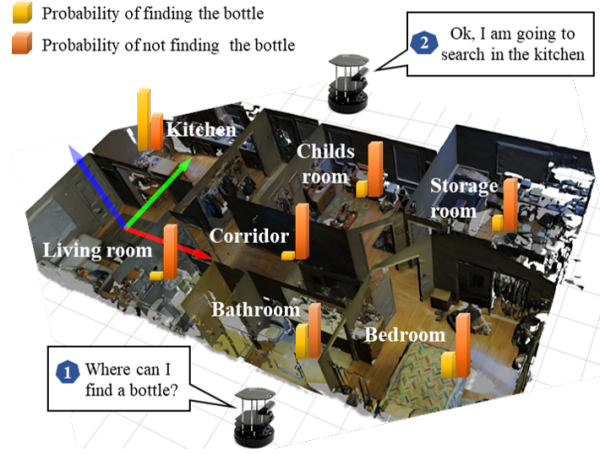 Probability of finding the bottle
Probability of not finding the bottle
2
Ok, I am going to
search in the kitchen
Kitchen
Childs
room
Storage
room
Living room
Corridor
Bathroom
Bedroom
1
Where can I
find a bottle?